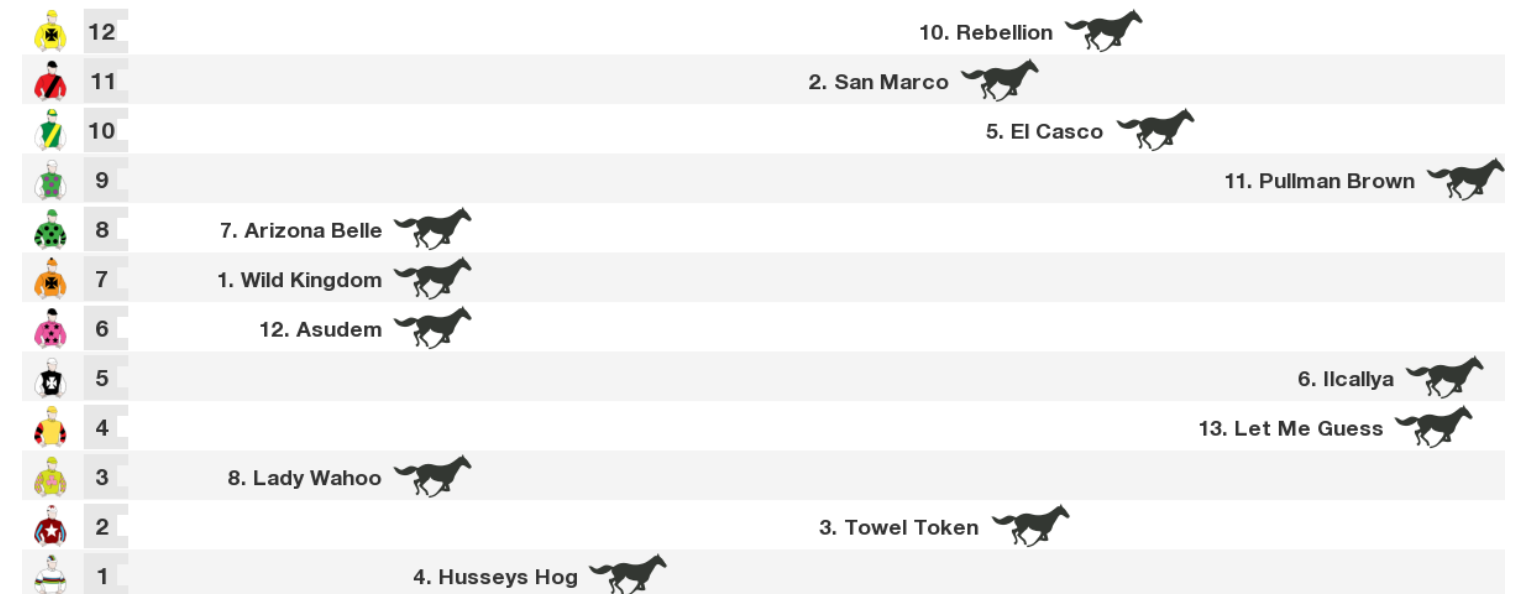 12 10. Rebellion
11 2. San Marco
10 5. El Casco
9 11. Pullman Brown
8 7. Arizona Belle
7 1. Wild Kingdom
6 12. Asudem
5 6. Ilcallya
4 13. Let Me Guess
3 8. Lady Wahoo
2 3. Towel Token
1 4. Husseys Hog